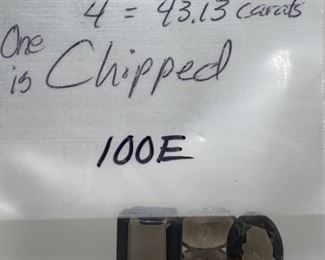 4 = 43.13 carats
One
is Chipped
100E